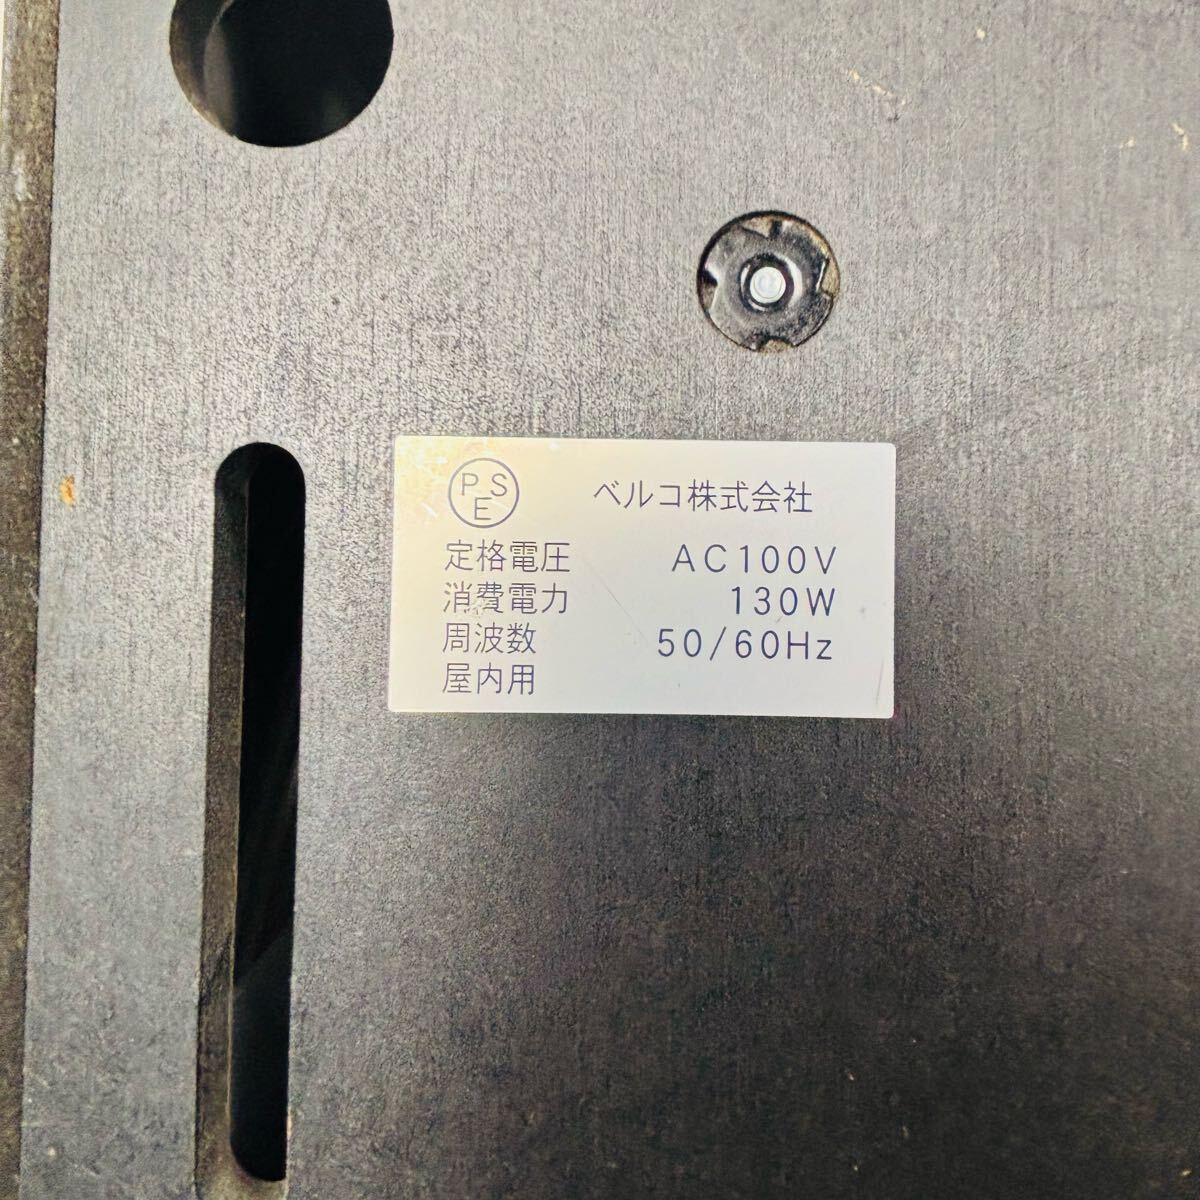 PSE ベルコ株式会社
定格電圧 AC100V
消費電力 130W
周波数 50/60Hz
屋内用